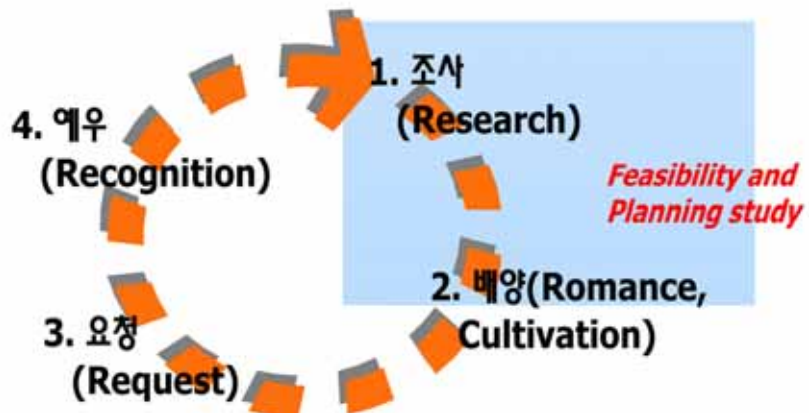 1. 조사
(Research)
Feasibility and
Planning study
2. 배양(Romance,
Cultivation)
3. 요청
(Request)
4. 예우
(Recognition)